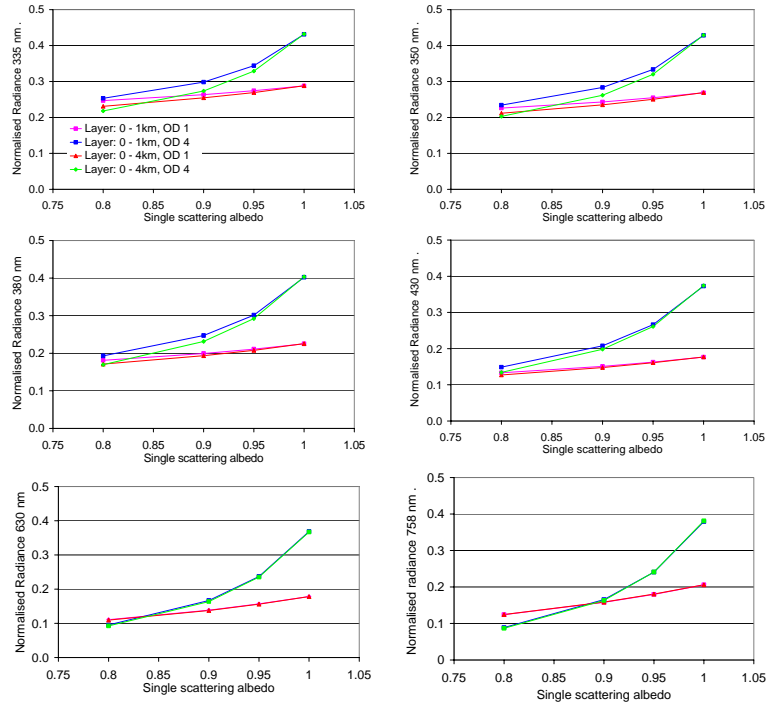 Normalised Radiance 335 nm .
0.5
0.4
0.3
0.2
0.1
0.0
Layer: 0 - 1km, OD 1
Layer: 0 - 1km, OD 4
Layer: 0 - 4km, OD 1
Layer: 0 - 4km, OD 4
0.75 0.8 0.85 0.9 0.95 1 1.05
Single scattering albedo
Normalised Radiance 350 nm .
0.5
0.4
0.3
0.2
0.1
0.0
0.75 0.8 0.85 0.9 0.95 1 1.05
Single scattering albedo
Normalised Radiance 380 nm
0.5
0.4
0.3
0.2
0.1
0.0
0.75 0.8 0.85 0.9 0.95 1 1.05
Single scattering albedo
Normalised Radiance 430 nm .
0.5
0.4
0.3
0.2
0.1
0.0
0.75 0.8 0.85 0.9 0.95 1 1.05
Single scattering albedo
Normalised Radiance 630 nm
0.5
0.4
0.3
0.2
0.1
0.0
0.75 0.8 0.85 0.9 0.95 1 1.05
Single scattering albedo
Normalised radiance 758 nm .
0.5
0.4
0.3
0.2
0.1
0
0.75 0.8 0.85 0.9 0.95 1 1.05
Single scattering albedo